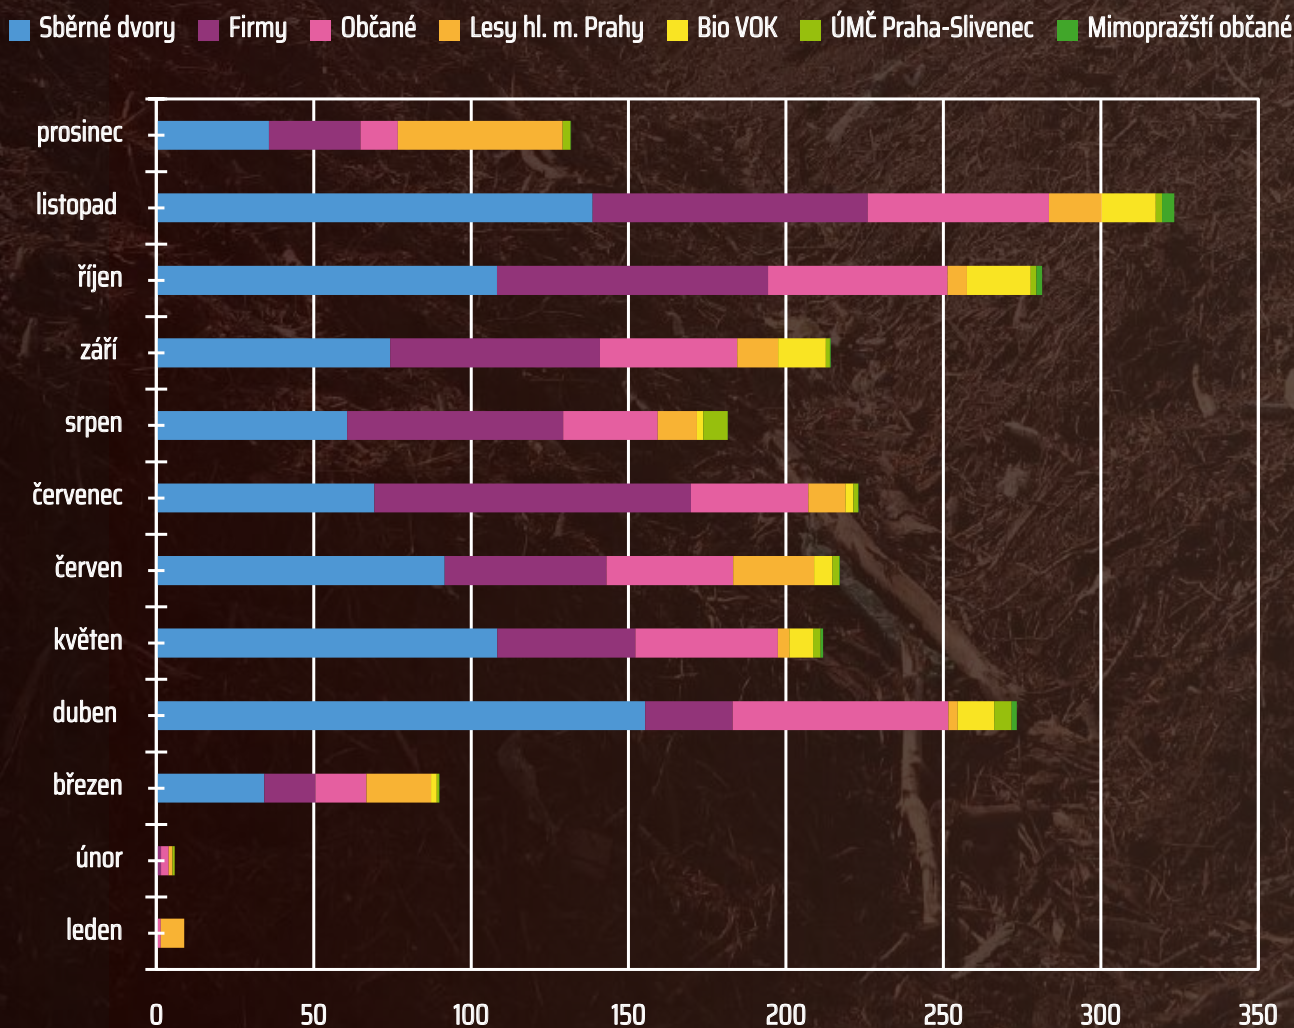 Sběrné dvory Firmy Občané Lesy hl. m. Prahy Bio VOK ÚMČ Praha-Slivenec Mimopražští občané
prosinec
listopad
říjen
září
srpen
červenec
červen
květen
duben
březen
únor
leden
0 50 100 150 200 250 300 350